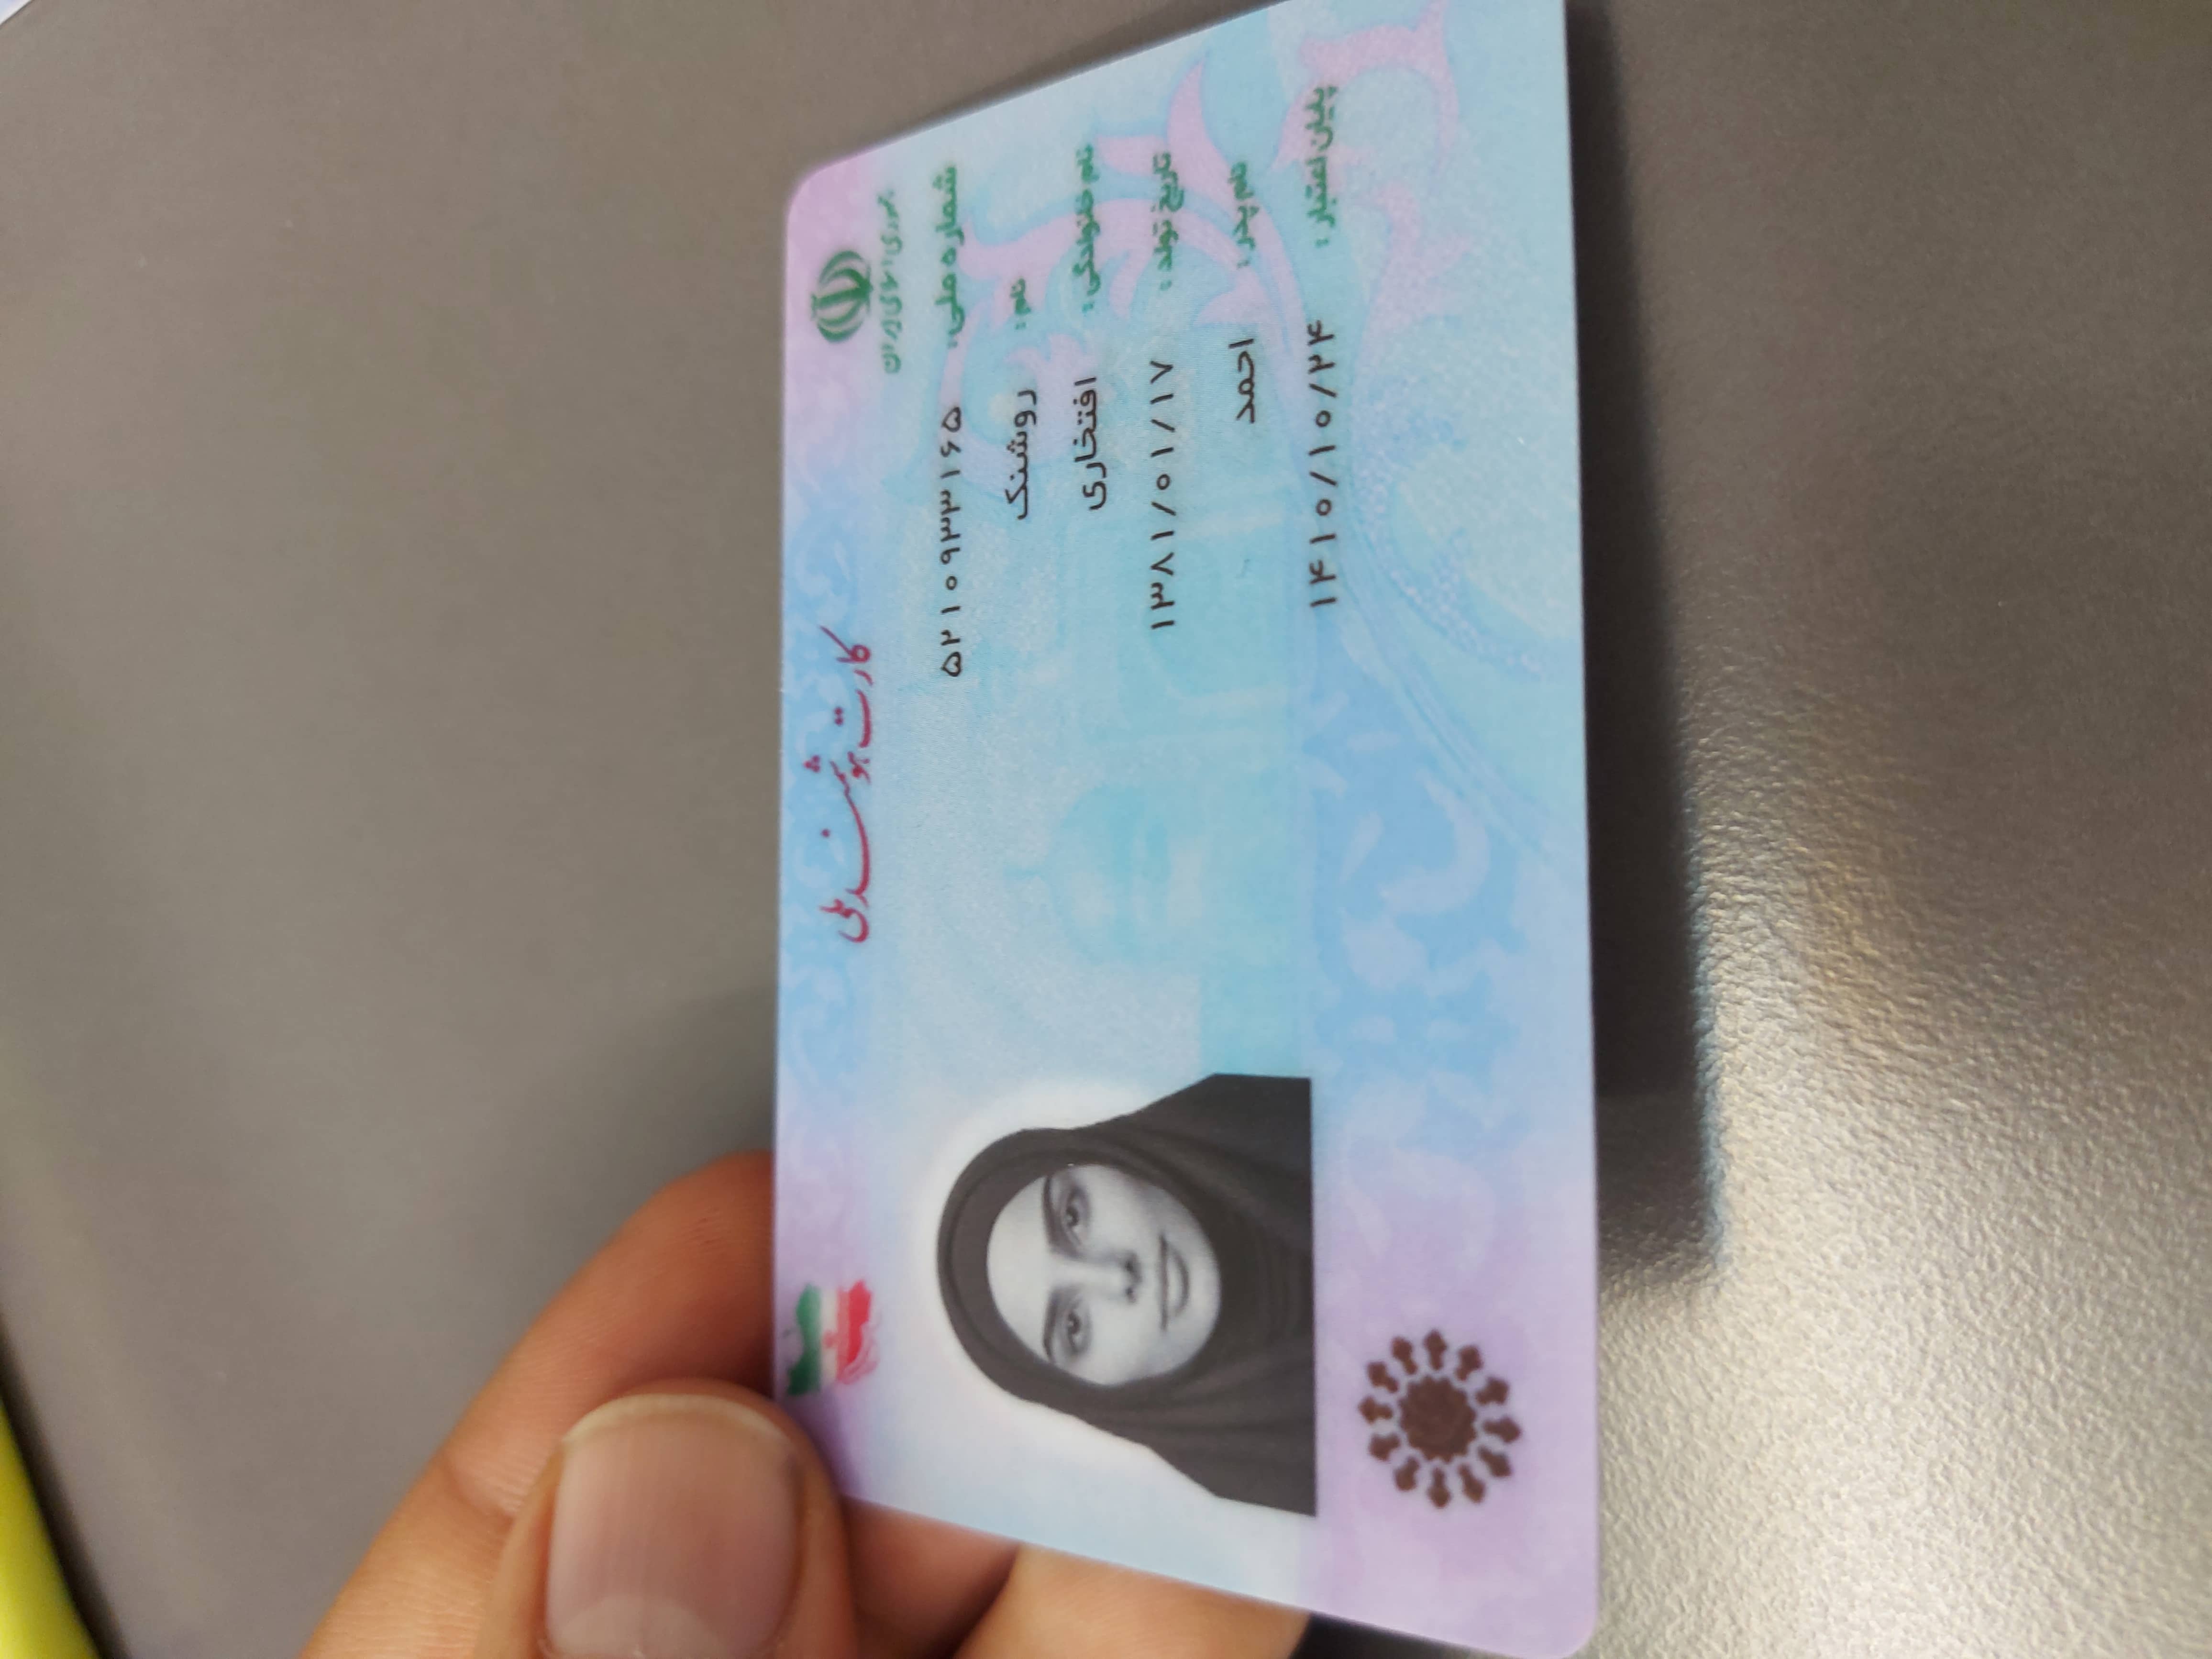 جمهوری اسلامی ایران
کارت هوشمند ملی
شماره ملی: ۵۲۱۰۹۳۳۱۶۵
نام: روشنک
نام خانوادگی: افتخاری
تاریخ تولد: ۱۳۸۱/۰۱/۱۷
نام پدر: احمد
پایان اعتبار: ۱۴۱۰/۱۰/۲۴